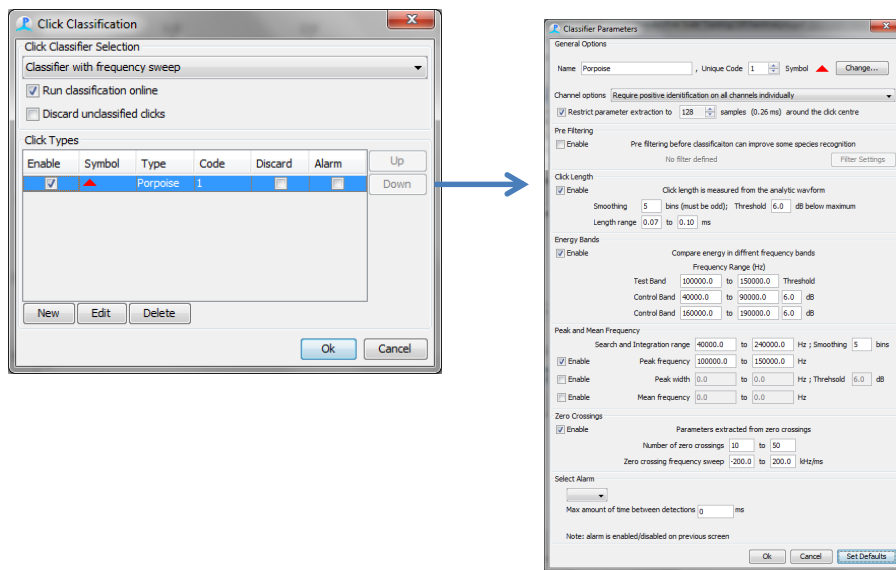 Click Classification
Click Classifier Selection
Classifier with frequency sweep
Run classification online
Discard unclassified clicks
Click Types
Enable Symbol Type Code Discard Alarm
Porpoise 1
Up
Down
New Edit Delete
Ok Cancel
Classifier Parameters
General Options
Name Porpoise , Unique Code 1 Symbol Change...
Channel options Require positive idenitification on all channels individually
Restrict parameter extraction to 128 samples (0.26 ms) around the click centre
Pre Filtering
Enable Pre filtering before classificaiton can improve some species recognition
No filter defined Filter Settings
Click Length
Enable Click length is measured from the analytic wavform
Smoothing 5 bins (must be odd); Threshold 6.0 dB below maximum
Length range 0.07 to 0.10 ms
Energy Bands
Enable Compare energy in diffrent frequency bands
Frequency Range (Hz)
Test Band 100000.0 to 150000.0 Threshold
Control Band 40000.0 to 90000.0 6.0 dB
Control Band 160000.0 to 190000.0 6.0 dB
Peak and Mean Frequency
Search and Integration range 40000.0 to 240000.0 Hz ; Smoothing 5 bins
Enable Peak frequency 100000.0 to 150000.0 Hz
Enable Peak width 0.0 to 0.0 Hz ; Threhsold 6.0 dB
Enable Mean frequency 0.0 to 0.0 Hz
Zero Crossings
Enable Parameters extracted from zero crossings
Number of zero crossings 10 to 50
Zero crossing frequency sweep -200.0 to 200.0 kHz/ms
Select Alarm
Max amount of time between detections 0 ms
Note: alarm is enabled/disabled on previous screen
Ok Cancel Set Defaults